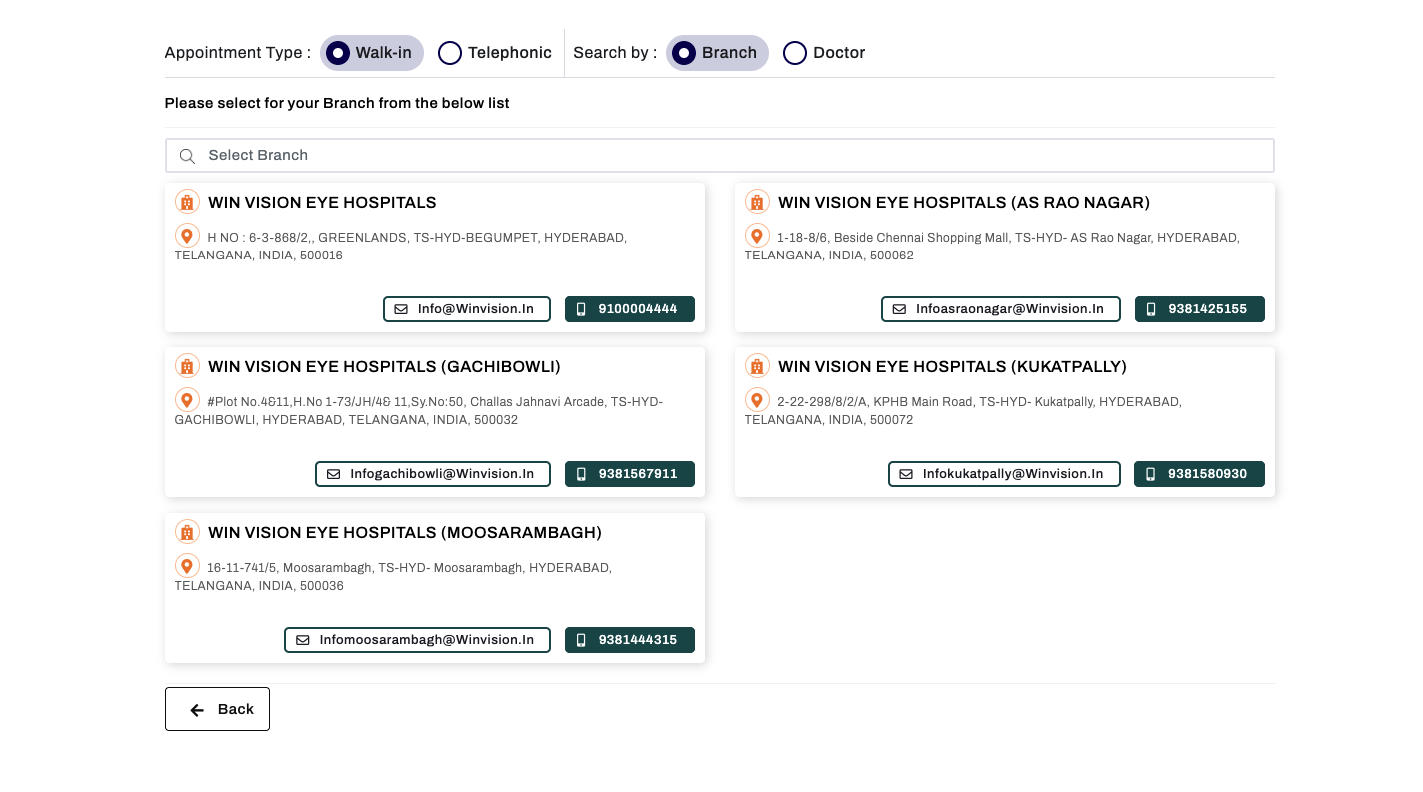 Appointment Type : Walk-in Telephonic Search by : Branch Doctor
Please select for your Branch from the below list
Select Branch
WIN VISION EYE HOSPITALS
H NO : 6-3-868/2,, GREENLANDS, TS-HYD-BEGUMPET, HYDERABAD,
TELANGANA, INDIA, 500016
Info@Winvision.In 9100004444
WIN VISION EYE HOSPITALS (AS RAO NAGAR)
1-18-8/6, Beside Chennai Shopping Mall, TS-HYD- AS Rao Nagar, HYDERABAD,
TELANGANA, INDIA, 500062
Infoasraonagar@Winvision.In 9381425155
WIN VISION EYE HOSPITALS (GACHIBOWLI)
#Plot No.4&11,H.No 1-73/JH/4& 11,Sy.No:50, Challas Jahnavi Arcade, TS-HYD-
GACHIBOWLI, HYDERABAD, TELANGANA, INDIA, 500032
Infogachibowli@Winvision.In 9381567911
WIN VISION EYE HOSPITALS (KUKATPALLY)
2-22-298/8/2/A, KPHB Main Road, TS-HYD- Kukatpally, HYDERABAD,
TELANGANA, INDIA, 500072
Infokukatpally@Winvision.In 9381580930
WIN VISION EYE HOSPITALS (MOOSARAMBAGH)
16-11-741/5, Moosarambagh, TS-HYD- Moosarambagh, HYDERABAD,
TELANGANA, INDIA, 500036
Infomoosarambagh@Winvision.In 9381444315
Back